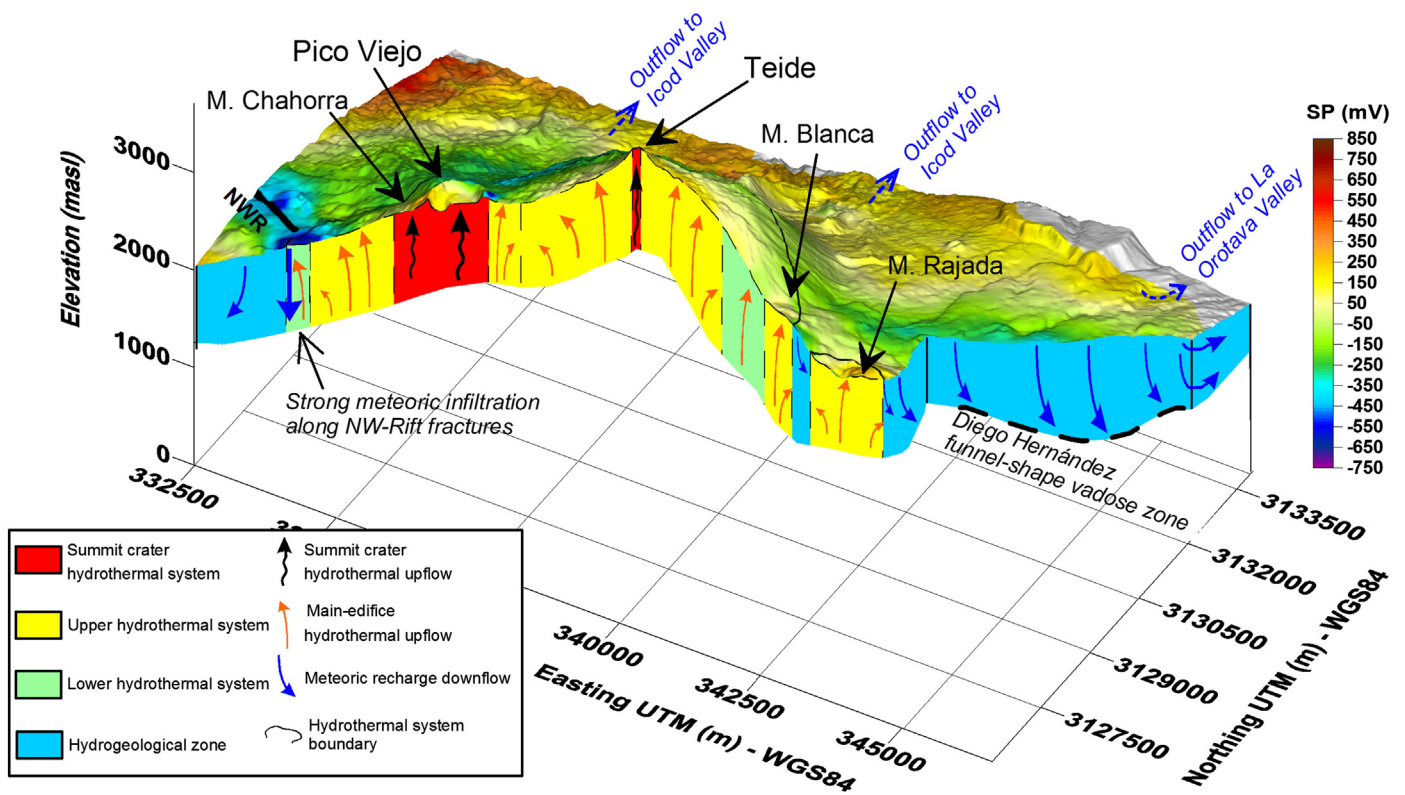 Pico Viejo
M. Chahorra
Outflow to
Icod Valley
Teide
M. Blanca
Outflow to
Icod Valley
M. Rajada
Outflow to La
Orotava Valley
NWR
Elevation (masl)
3000
2000
1000
0
Strong meteoric infiltration
along NW-Rift fractures
Diego Hernández
funnel-shape vadose zone
SP (mV)
850
750
650
550
450
350
250
150
50
-50
-150
-250
-350
-450
-550
-650
-750
332500
340000
342500
345000
Easting UTM (m) - WGS84
3133500
3132000
3130500
3129000
3127500
Northing UTM (m) - WGS84
Summit crater
hydrothermal system
Upper hydrothermal system
Lower hydrothermal system
Hydrogeological zone
Summit crater
hydrothermal upflow
Main-edifice
hydrothermal upflow
Meteoric recharge downflow
Hydrothermal system
boundary